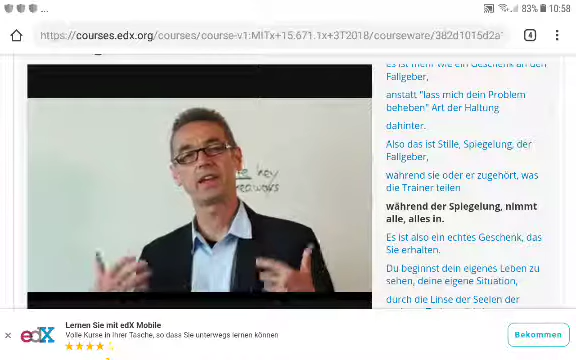 83% 10:58
https://courses.edx.org/courses/course-v1:MITx+15.671.1x+3T2018/courseware/382d1015d2a
4
Es ist mehr wie ein Geschenk an den
Fallgeber,
anstatt "lass mich dein Problem
beheben" Art der Haltung
dahinter.
Also das ist Stille, Spiegelung, der
Fallgeber,
während sie oder er zugehört, was
die Trainer teilen
während der Spiegelung, nimmt
alle, alles in.
Es ist also ein echtes Geschenk, das
Sie erhalten.
Du beginnst dein eigenes Leben zu
sehen, deine eigene Situation,
durch die Linse der Seelen der
key
edX
Lernen Sie mit edX Mobile
Volle Kurse in Ihrer Tasche, so dass Sie unterwegs lernen können
Bekommen